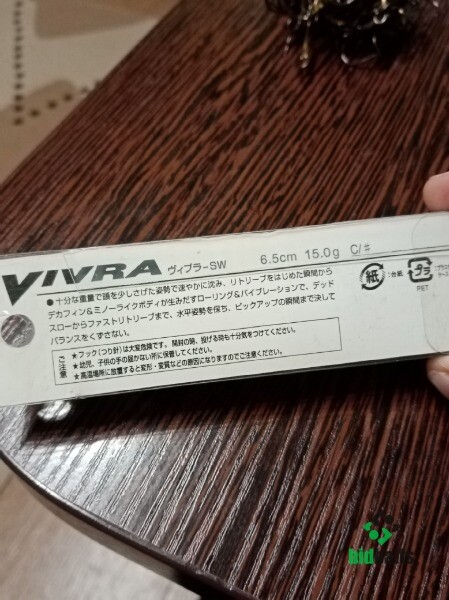 VIVRA ヴィブラーSW 6.5cm 15.0g C/#
●十分な重量で頭を少しさげた姿勢で速やかに沈み、リトリーブをはじめた瞬間から
デカフィン&ミノーライクボディが生みだすローリング&バイブレーションで、デッド
スローからファストリトリーブまで、水平姿勢を保ち、ピックアップの瞬間まで決して
バランスをくずさない。
紙 :台紙 プラ
PET
ご注意
★フック(つり針)は大変危険です。開封の際、投げる時も十分気をつけてください。
★幼児、子供の手の届かない所に保管してください。
★高温場所に放置すると変形・変質などの原因になりますのでご注意ください。